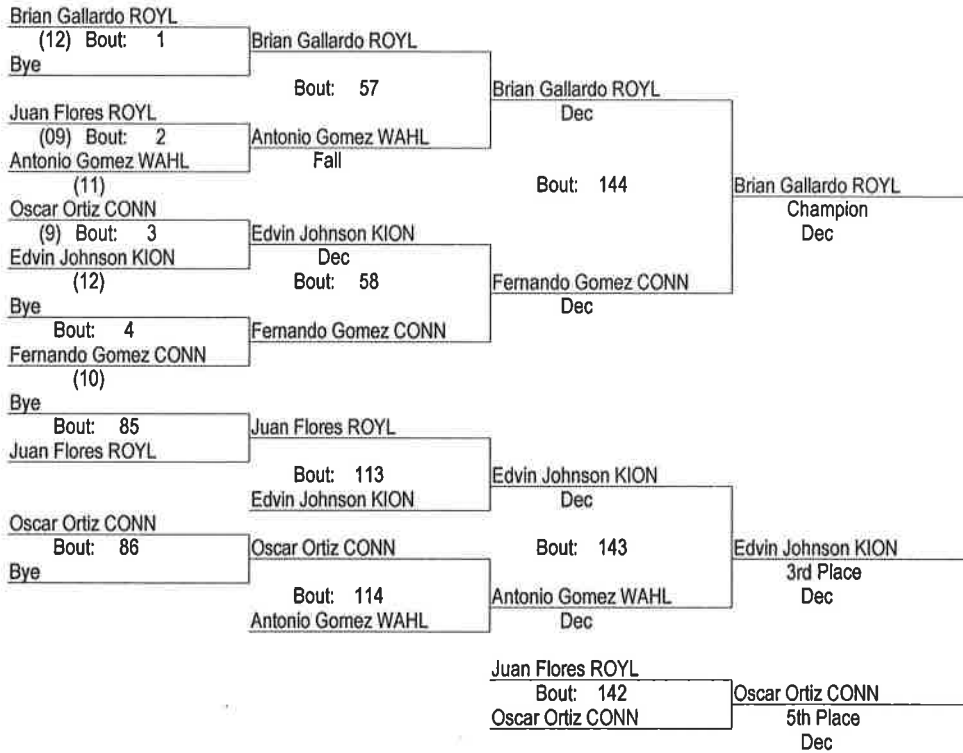 Brian Gallardo ROYL
(12) Bout: 1
Bye
Brian Gallardo ROYL
Bout: 57
Juan Flores ROYL
(09) Bout: 2
Antonio Gomez WAHL
(11)
Antonio Gomez WAHL
Fall
Brian Gallardo ROYL
Dec
Bout: 144
Oscar Ortiz CONN
(9) Bout: 3
Edvin Johnson KION
(12)
Edvin Johnson KION
Dec
Bout: 58
Bye
Bout: 4
Fernando Gomez CONN
(10)
Fernando Gomez CONN
Fernando Gomez CONN
Dec
Brian Gallardo ROYL
Champion
Dec
Bye
Bout: 85
Juan Flores ROYL
Juan Flores ROYL
Bout: 113
Edvin Johnson KION
Edvin Johnson KION
Dec
Bout: 143
Oscar Ortiz CONN
Bout: 86
Bye
Oscar Ortiz CONN
Bout: 114
Antonio Gomez WAHL
Antonio Gomez WAHL
Dec
Edvin Johnson KION
3rd Place
Dec
Juan Flores ROYL
Bout: 142
Oscar Ortiz CONN
Oscar Ortiz CONN
5th Place
Dec